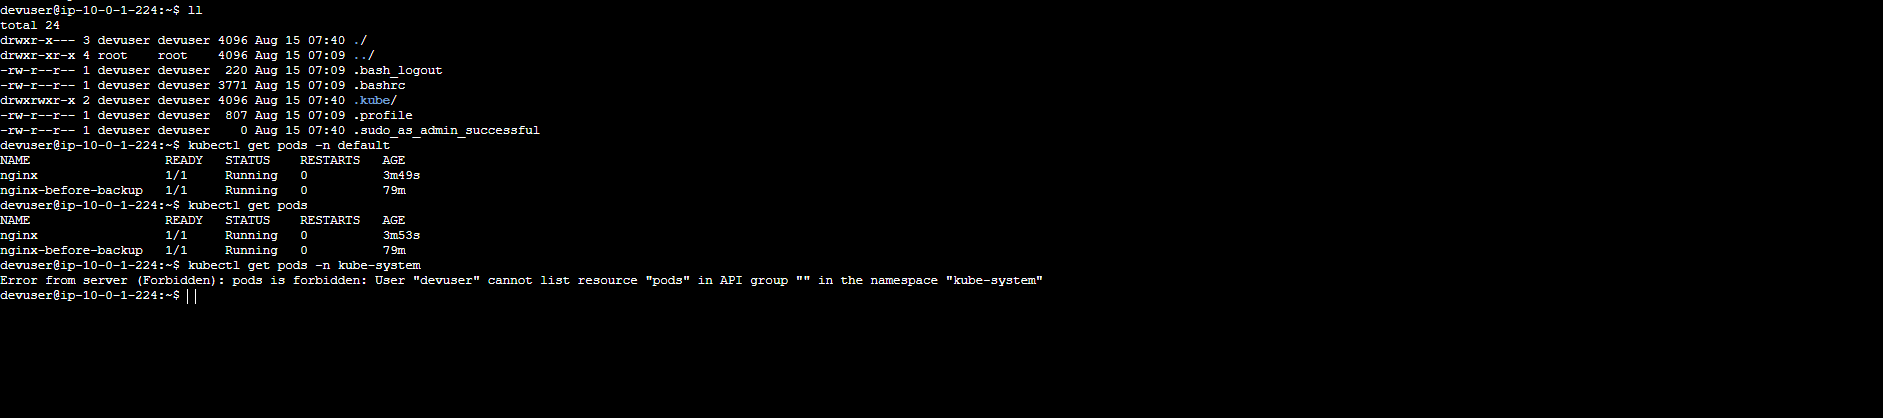 devuser@ip-10-0-1-224:~$ ll
total 24
drwxr-x--- 3 devuser devuser 4096 Aug 15 07:40 ./
drwxr-xr-x 4 root    root    4096 Aug 15 07:09 ../
-rw-r--r-- 1 devuser devuser  220 Aug 15 07:09 .bash_logout
-rw-r--r-- 1 devuser devuser 3771 Aug 15 07:09 .bashrc
drwxrwxr-x 2 devuser devuser 4096 Aug 15 07:40 .kube/
-rw-r--r-- 1 devuser devuser  807 Aug 15 07:09 .profile
-rw-r--r-- 1 devuser devuser    0 Aug 15 07:40 .sudo_as_admin_successful
devuser@ip-10-0-1-224:~$ kubectl get pods -n default
NAME                  READY   STATUS    RESTARTS   AGE
nginx                 1/1     Running   0          3m49s
nginx-before-backup   1/1     Running   0          79m
devuser@ip-10-0-1-224:~$ kubectl get pods
NAME                  READY   STATUS    RESTARTS   AGE
nginx                 1/1     Running   0          3m53s
nginx-before-backup   1/1     Running   0          79m
devuser@ip-10-0-1-224:~$ kubectl get pods -n kube-system
Error from server (Forbidden): pods is forbidden: User "devuser" cannot list resource "pods" in API group "" in the namespace "kube-system"
devuser@ip-10-0-1-224:~$